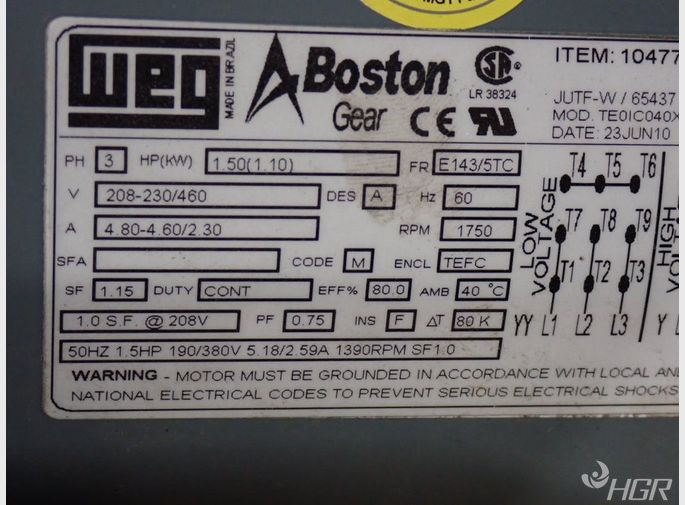 weg
MADE IN BRAZIL
Boston
Gear
LR 38324
ITEM: 10477
JUTF-W / 65437
MOD. TE0IC040X
DATE: 23JUN10
PH 3 HP(kW) 1.50(1.10) FR E143/5TC
V 208-230/460 DES A Hz 60
A 4.80-4.60/2.30 RPM 1750
SFA CODE M ENCL TEFC
SF 1.15 DUTY CONT EFF% 80.0 AMB 40 °C
1.0 S.F. @ 208V PF 0.75 INS F ΔT 80 K
50HZ 1.5HP 190/380V 5.18/2.59A 1390RPM SF1.0
LOW VOLTAGE
T4 T5 T6
T7 T8 T9
T1 T2 T3
YY L1 L2 L3
HIGH
Y
WARNING - MOTOR MUST BE GROUNDED IN ACCORDANCE WITH LOCAL AND
NATIONAL ELECTRICAL CODES TO PREVENT SERIOUS ELECTRICAL SHOCKS
HGR